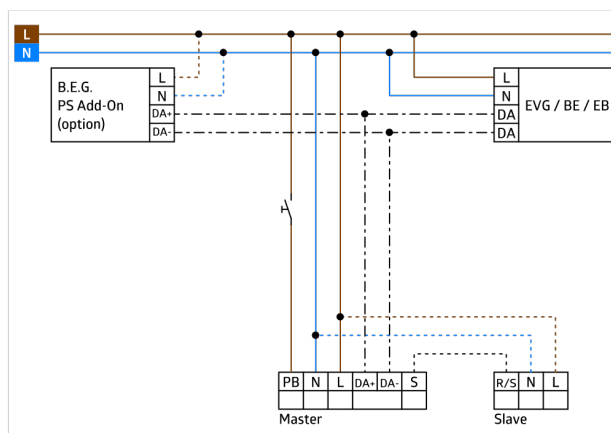 L
N
B.E.G.
PS Add-On
(option)
L
N
DA+
DA-
L
N
DA
DA
EVG / BE / EB
PB N L DA+ DA- S
Master
R/S N L
Slave